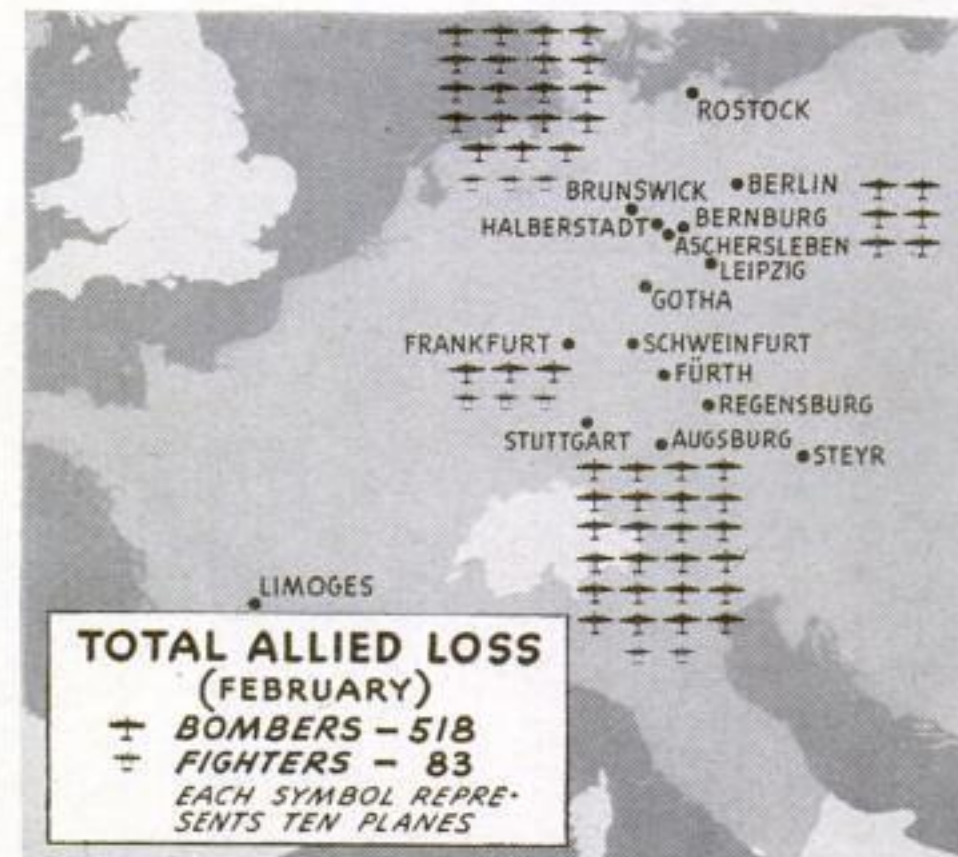 ROSTOCK
BRUNSWICK
BERLIN
HALBERSTADT
BERNBURG
ASCHERSLEBEN
LEIPZIG
GOTHA
FRANKFURT
SCHWEINFURT
FÜRTH
REGENSBURG
STUTTGART
AUGSBURG
STEYR
LIMOGES
TOTAL ALLIED LOSS
(FEBRUARY)
BOMBERS – 518
FIGHTERS – 83
EACH SYMBOL REPRE-
SENTS TEN PLANES